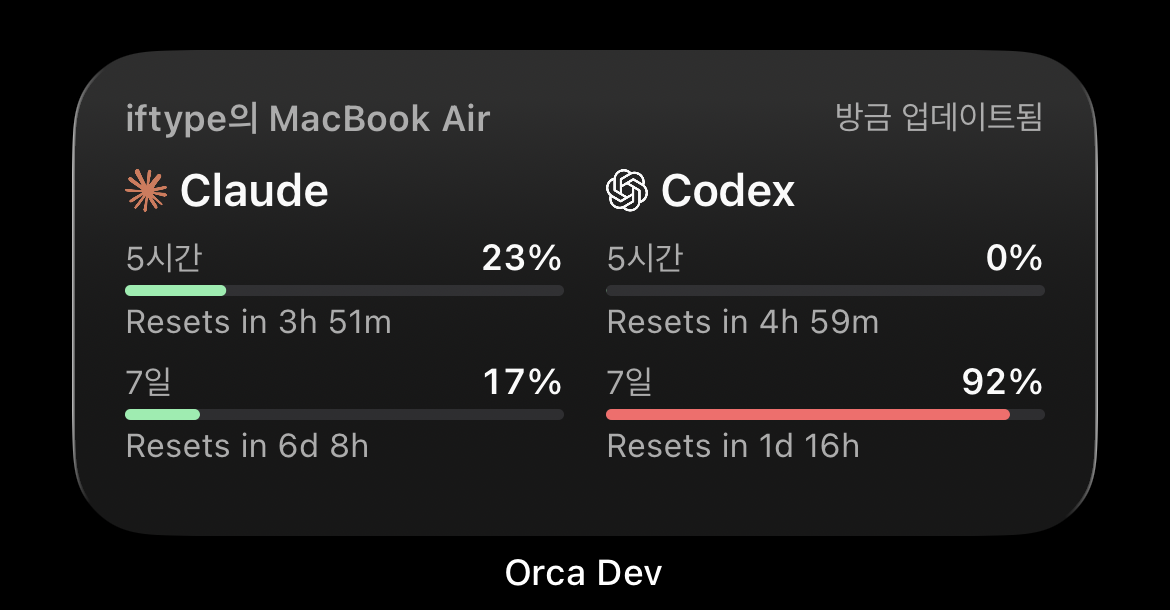 iftype의 MacBook Air
방금 업데이트됨
Claude
5시간 23%
Resets in 3h 51m
7일 17%
Resets in 6d 8h
Codex
5시간 0%
Resets in 4h 59m
7일 92%
Resets in 1d 16h
Orca Dev